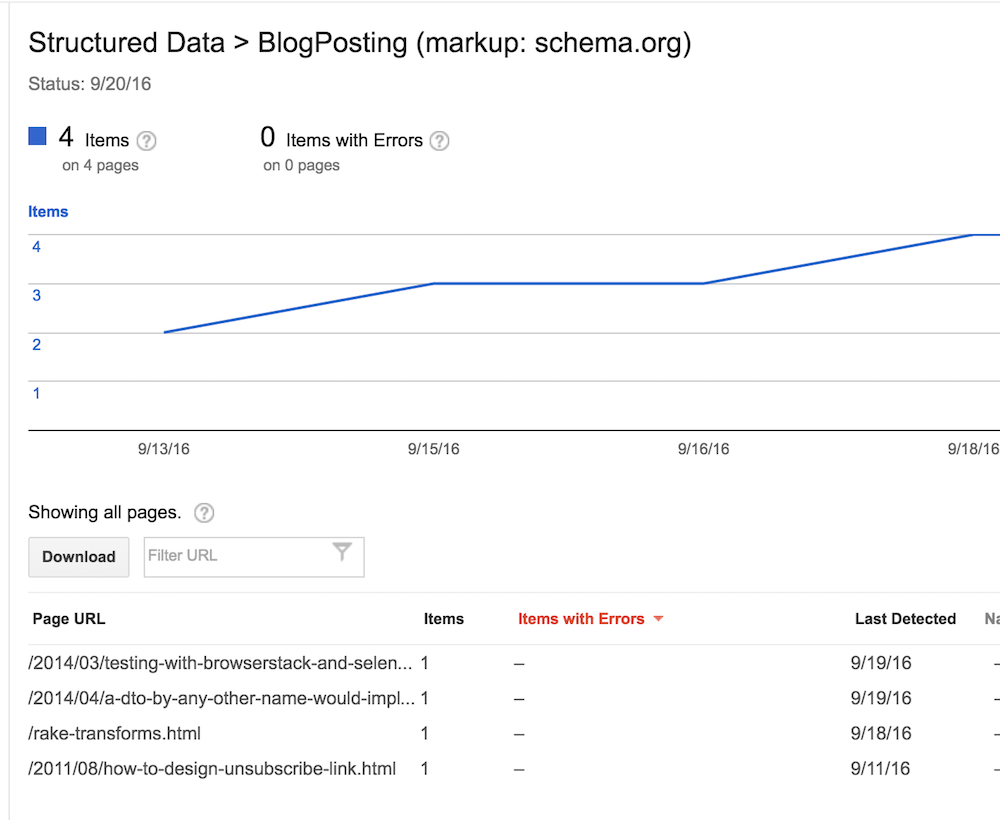 Structured Data > BlogPosting (markup: schema.org)
Status: 9/20/16
4 Items ? 0 Items with Errors ?
on 4 pages on 0 pages
Items
4
3
2
1
9/13/16 9/15/16 9/16/16 9/18/16
Showing all pages. ?
Download Filter URL
Page URL Items Items with Errors Last Detected
/2014/03/testing-with-browserstack-and-selen... 1 – 9/19/16 –
/2014/04/a-dto-by-any-other-name-would-impl... 1 – 9/19/16 –
/rake-transforms.html 1 – 9/18/16 –
/2011/08/how-to-design-unsubscribe-link.html 1 – 9/11/16 –